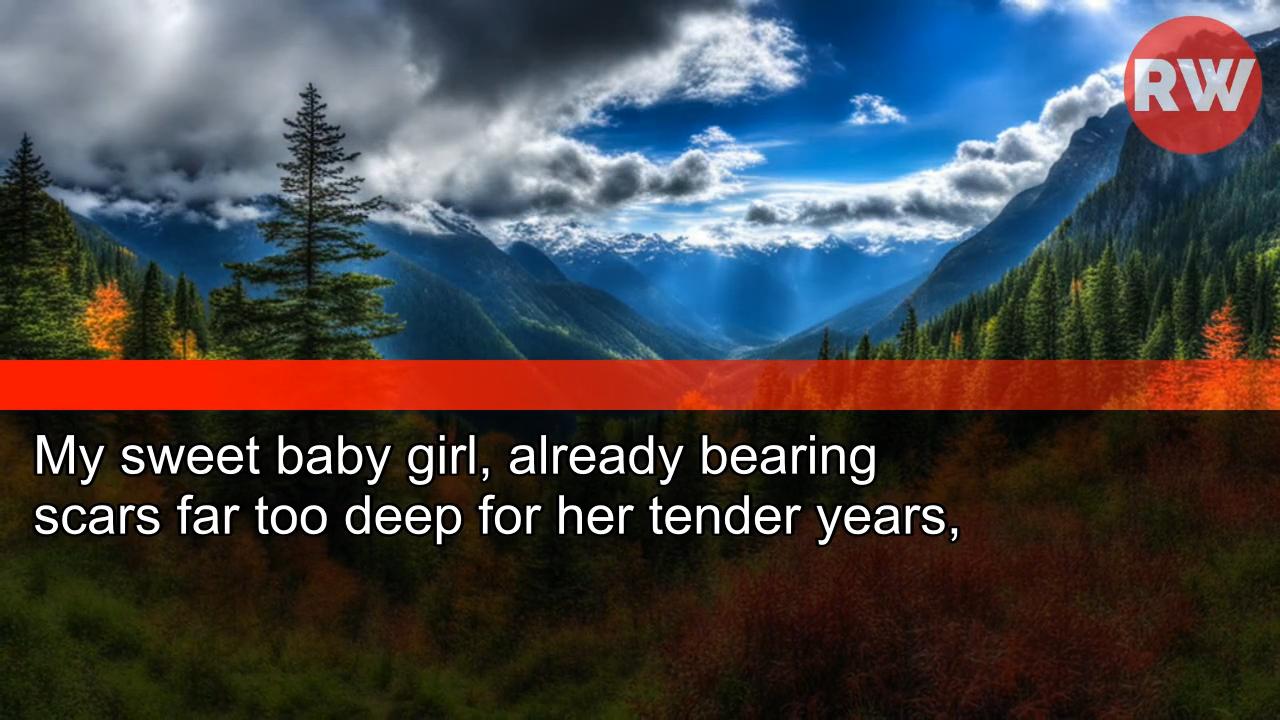 RW
My sweet baby girl, already bearing
scars far too deep for her tender years,